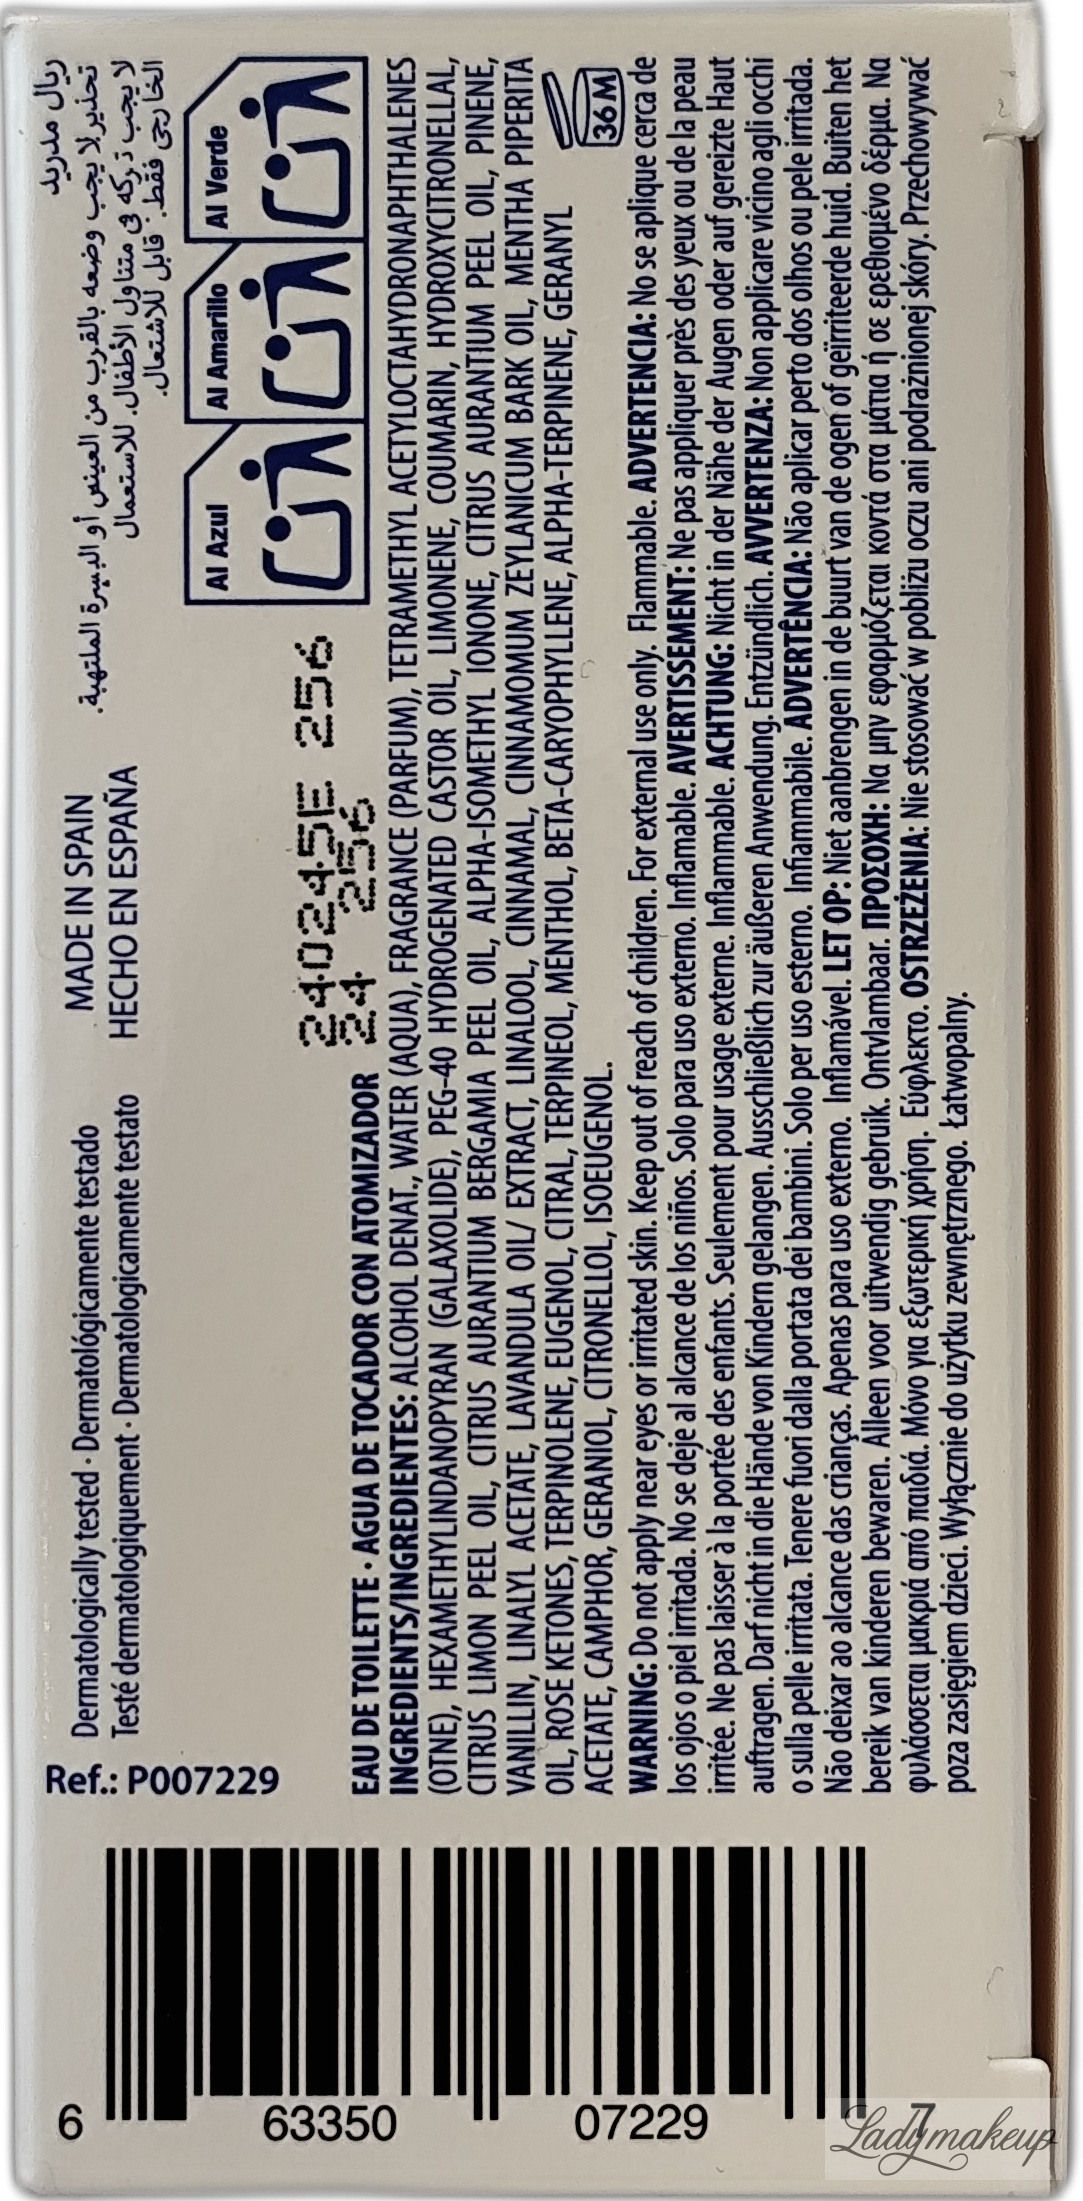 Ref.: P007229
Dermatologically tested · Dermatológicamente testado
Testé dermatologiquement · Dermatologicamente testato
MADE IN SPAIN
HECHO EN ESPAÑA
ريال مدريد
تحذير لا يجب وضعه بالقرب من العينس أو البسرة الملتهبة.
لا يجب تركه في متناول الأطفال. للاستعمال
الخارجى فقط. قابل للاشتعال.
Al Azul
Al Amarillo
Al Verde
240245E 256
24 256
EAU DE TOILETTE · AGUA DE TOCADOR CON ATOMIZADOR
INGREDIENTS/INGREDIENTES: ALCOHOL DENAT., WATER (AQUA), FRAGRANCE (PARFUM), TETRAMETHYL ACETYLOCTAHYDRONAPHTHALENES
(OTNE), HEXAMETHYLINDANOPYRAN (GALAXOLIDE), PEG-40 HYDROGENATED CASTOR OIL, LIMONENE, COUMARIN, HYDROXYCITRONELLAL,
CITRUS LIMON PEEL OIL, CITRUS AURANTIUM BERGAMIA PEEL OIL, ALPHA-ISOMETHYL IONONE, CITRUS AURANTIUM PEEL OIL, PINENE,
VANILLIN, LINALYL ACETATE, LAVANDULA OIL/ EXTRACT, LINALOOL, CINNAMAL, CINNAMOMUM ZEYLANICUM BARK OIL, MENTHA PIPERITA
OIL, ROSE KETONES, TERPINOLENE, EUGENOL, CITRAL, TERPINEOL, MENTHOL, BETA-CARYOPHYLLENE, ALPHA-TERPINENE, GERANYL
ACETATE, CAMPHOR, GERANIOL, CITRONELLOL, ISOEUGENOL.
36 M
WARNING: Do not apply near eyes or irritated skin. Keep out of reach of children. For external use only. Flammable. ADVERTENCIA: No se aplique cerca de
los ojos o piel irritada. No se deje al alcance de los niños. Solo para uso externo. Inflamable. AVERTISSEMENT: Ne pas appliquer près des yeux ou de la peau
irritée. Ne pas laisser à la portée des enfants. Seulement pour usage externe. Inflammable. ACHTUNG: Nicht in der Nähe der Augen oder auf gereizte Haut
auftragen. Darf nicht in die Hände von Kindern gelangen. Ausschließlich zur äußeren Anwendung. Entzündlich. AVVERTENZA: Non applicare vicino agli occhi
o sulla pelle irritata. Tenere fuori dalla portata dei bambini. Solo per uso esterno. Infiammabile. ADVERTÊNCIA: Não aplicar perto dos olhos ou pele irritada.
Não deixar ao alcance das crianças. Apenas para uso externo. Inflamável. LET OP: Niet aanbrengen in de buurt van de ogen of geïrriteerde huid. Buiten het
bereik van kinderen bewaren. Alleen voor uitwendig gebruik. Ontvlambaar. ΠΡΟΣΟΧΗ: Να μην εφαρμόζεται κοντά στα μάτια ή σε ερεθισμένο δέρμα. Να
φυλάσσεται μακριά από παιδιά. Μόνο για εξωτερική χρήση. Εύφλεκτο. OSTRZEŻENIA: Nie stosować w pobliżu oczu ani podrażnionej skóry. Przechowywać
poza zasięgiem dzieci. Wyłącznie do użytku zewnętrznego. Łatwopalny.
6 63350 07229 7
Ladymakeup